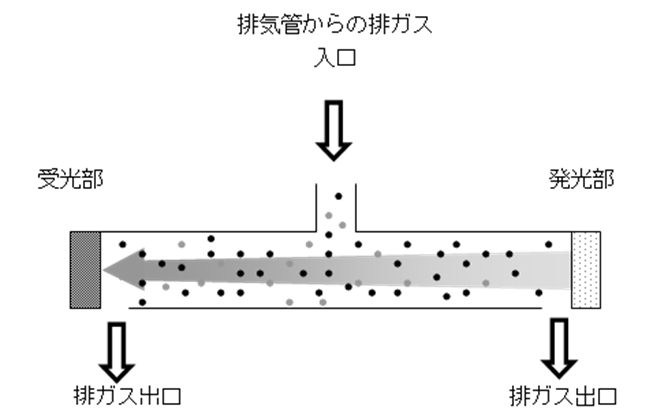 排気管からの排ガス
入口
受光部
発光部
排ガス出口
排ガス出口